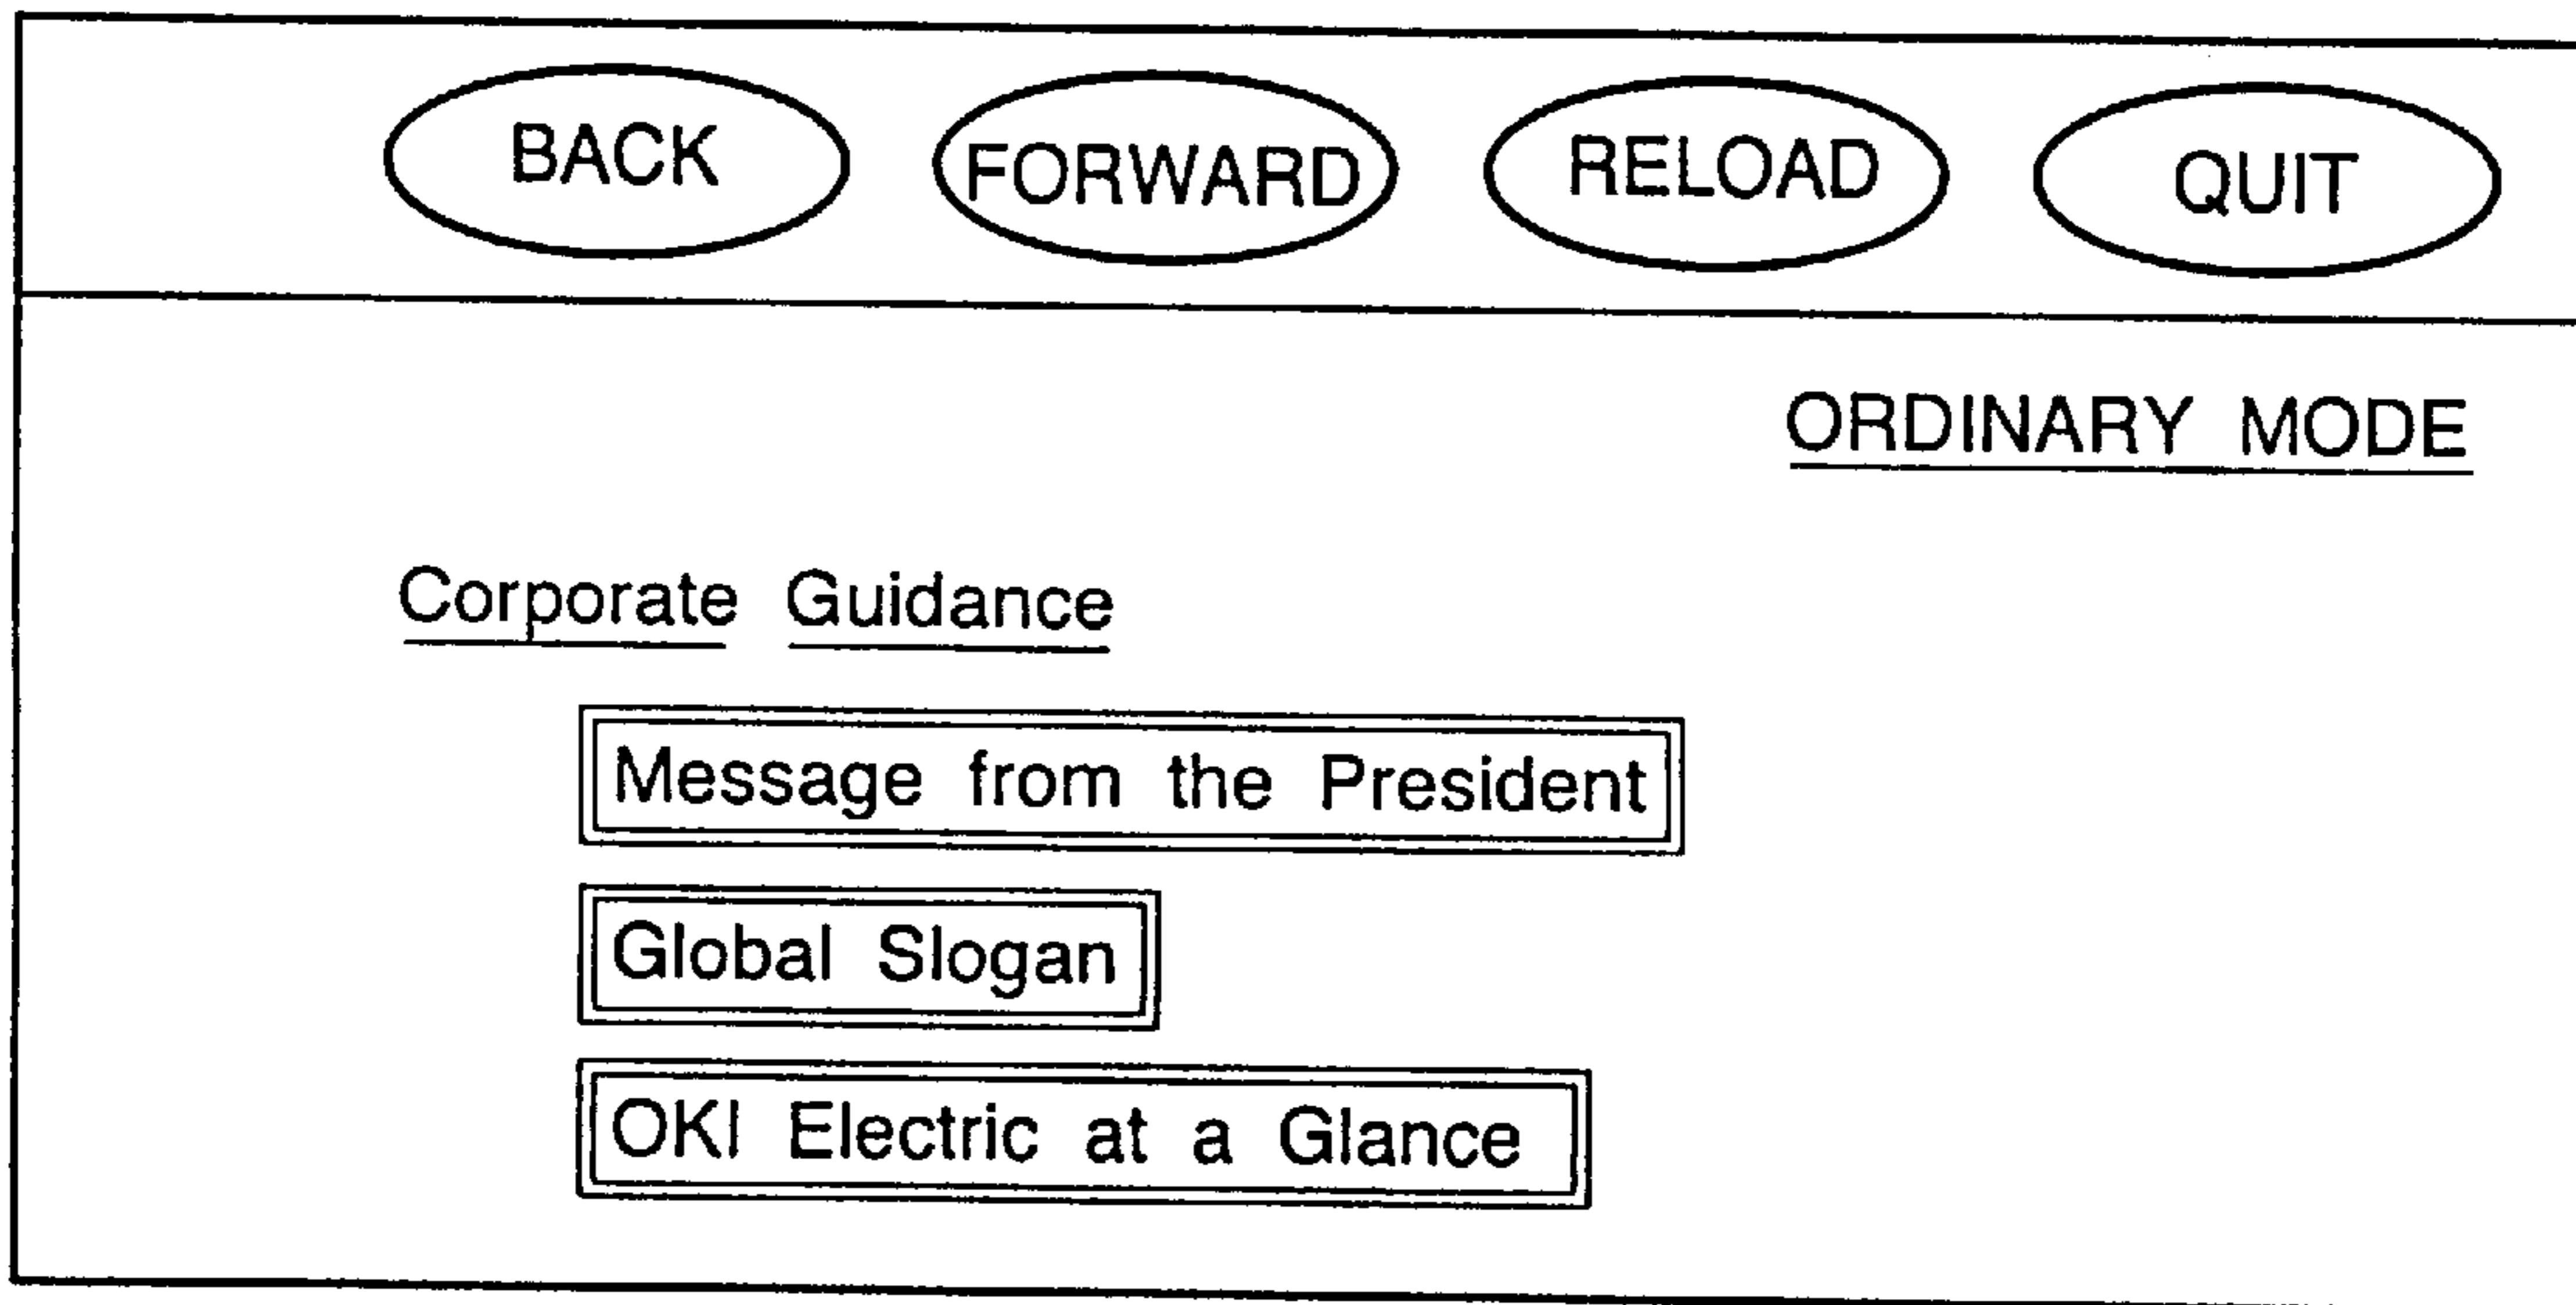 BACK FORWARD RELOAD QUIT
ORDINARY MODE
Corporate Guidance
Message from the President
Global Slogan
OKI Electric at a Glance